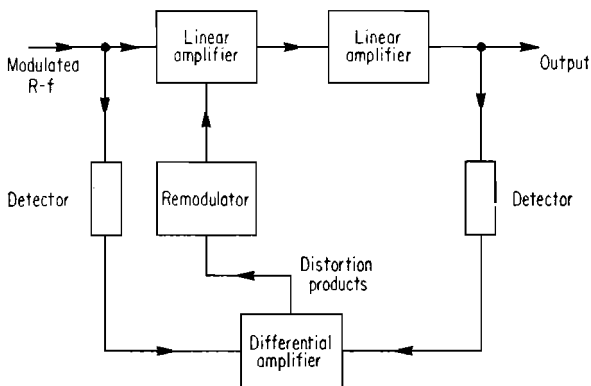 Linear
amplifier
Linear
amplifier
Modulated
R-f
Output
Detector
Remodulator
Detector
Distortion
products
Differential
amplifier